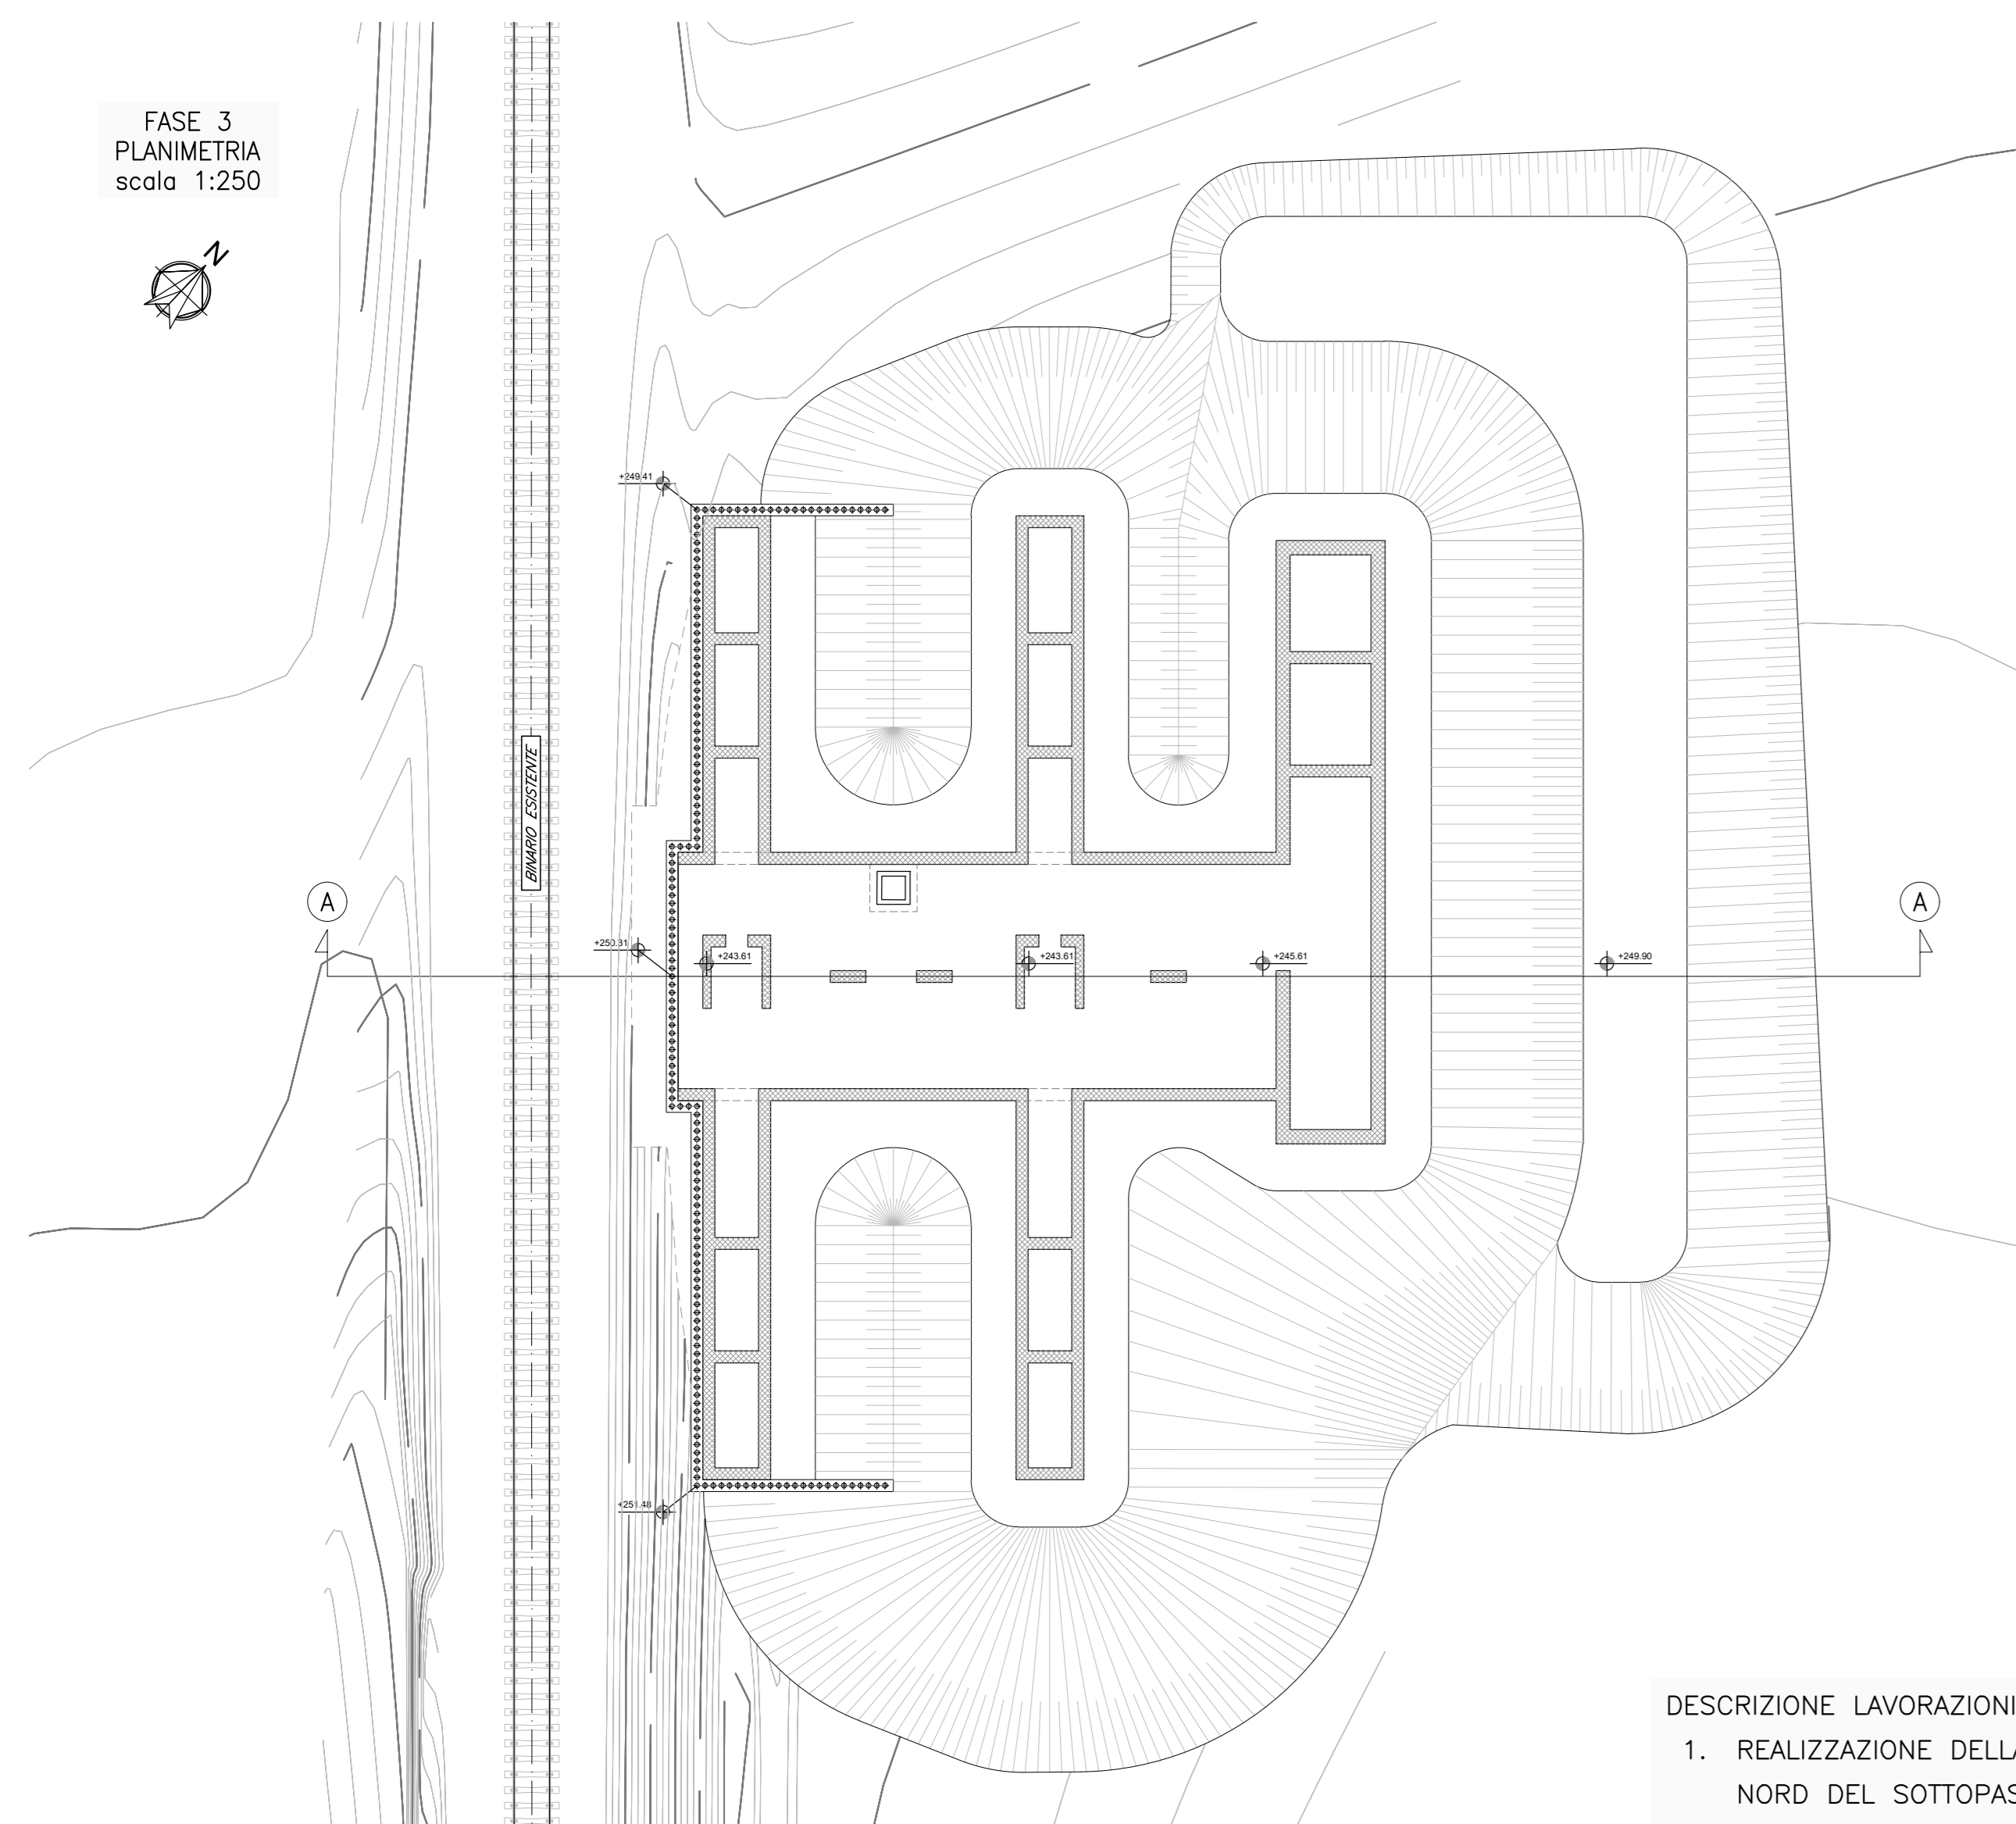 FASE 3
PLANIMETRIA
scala 1:250
N
+249.41
BINARIO ESISTENTE
A
A
+250.31
+243.61
+243.61
+245.61
+249.90
+251.48
DESCRIZIONE LAVORAZIONI
1. REALIZZAZIONE DELLA
NORD DEL SOTTOPAS